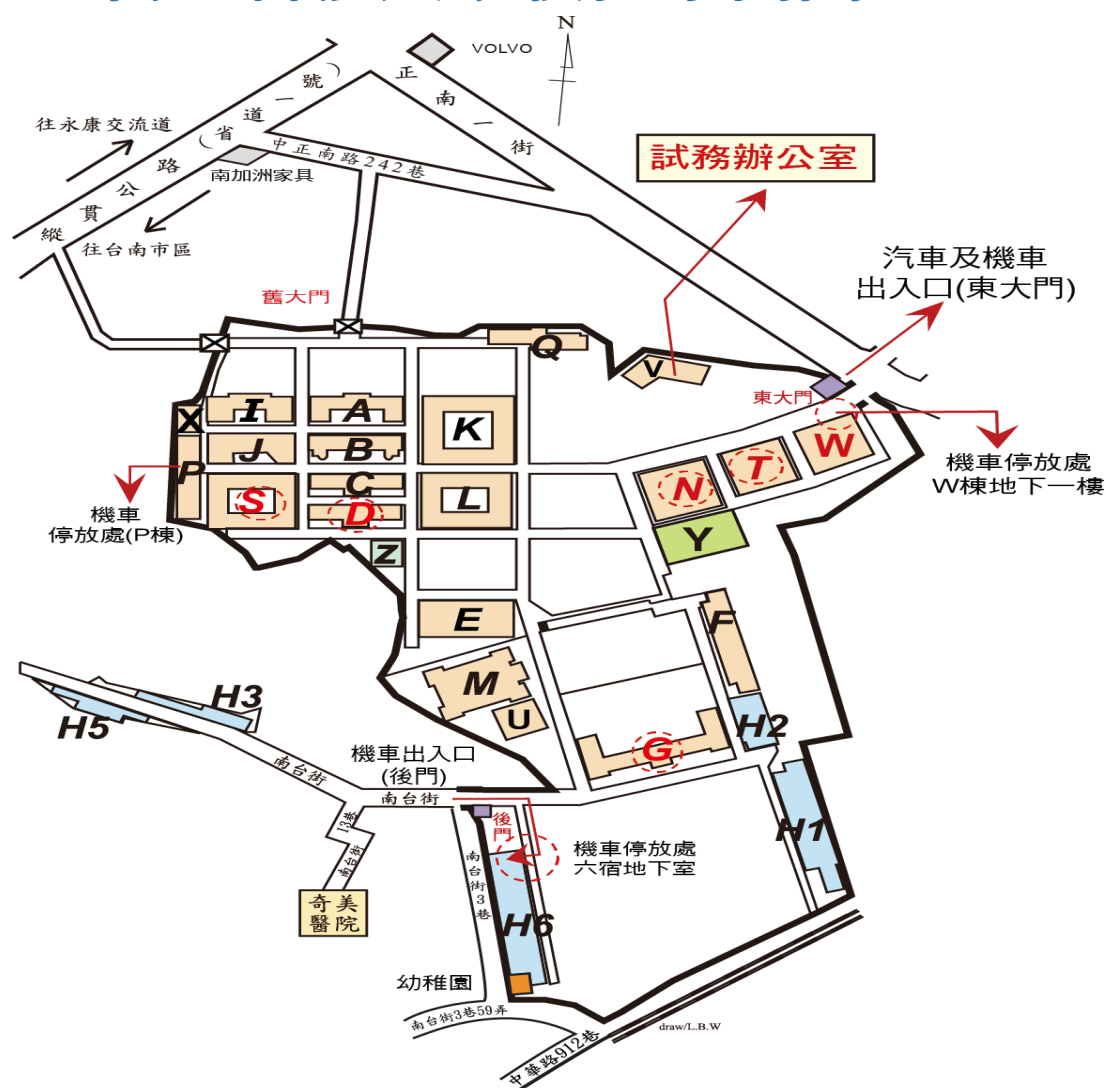 N
VOLVO
正南一街
縱貫公路(省道一號)
往永康交流道
中正南路242巷
南加洲家具
往台南市區
試務辦公室
汽車及機車
出入口(東大門)
舊大門
Q
V
東大門
X
I
A
K
W
J
B
P
C
L
N
T
S
D
機車停放處
W棟地下一樓
機車
停放處(P棟)
Z
Y
E
F
M
U
H3
H5
H2
G
機車出入口
(後門)
南台街
南台街
後門
13巷
南台街
機車停放處
六宿地下室
H1
南台街3巷
奇美
醫院
H6
幼稚園
南台街3巷59弄
draw/L.B.W
中華路912巷